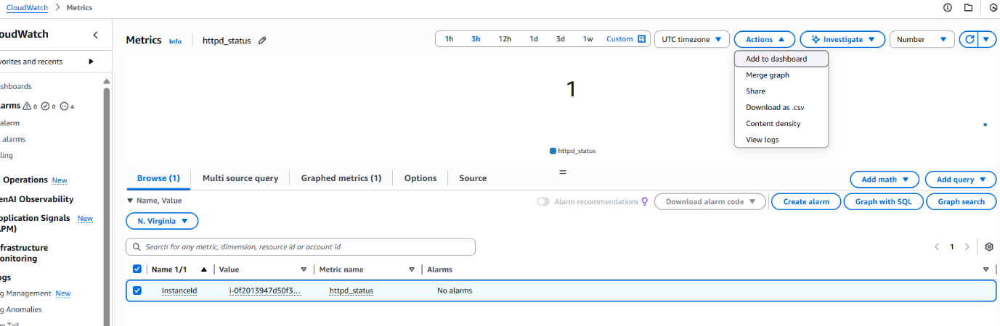 CloudWatch > Metrics
loudWatch
Metrics Info httpd_status
1h 3h 12h 1d 3d 1w Custom UTC timezone Actions Investigate Number
vorites and recents
Add to dashboard
Merge graph
Share
Download as .csv
Content density
View logs
1
httpd_status
shboards
arms 0 0 4
alarm
alarms
ling
Operations New
enAI Observability
pplication Signals New
PM)
frastructure
onitoring
ogs
g Management New
g Anomalies
Tail
Browse (1) Multi source query Graphed metrics (1) Options Source Add math Add query
Name, Value Alarm recommendations Download alarm code Create alarm Graph with SQL Graph search
N. Virginia
Search for any metric, dimension, resource id or account id
1
Name 1/1 Value Metric name Alarms
InstanceId i-0f2013947d50f3... httpd_status No alarms